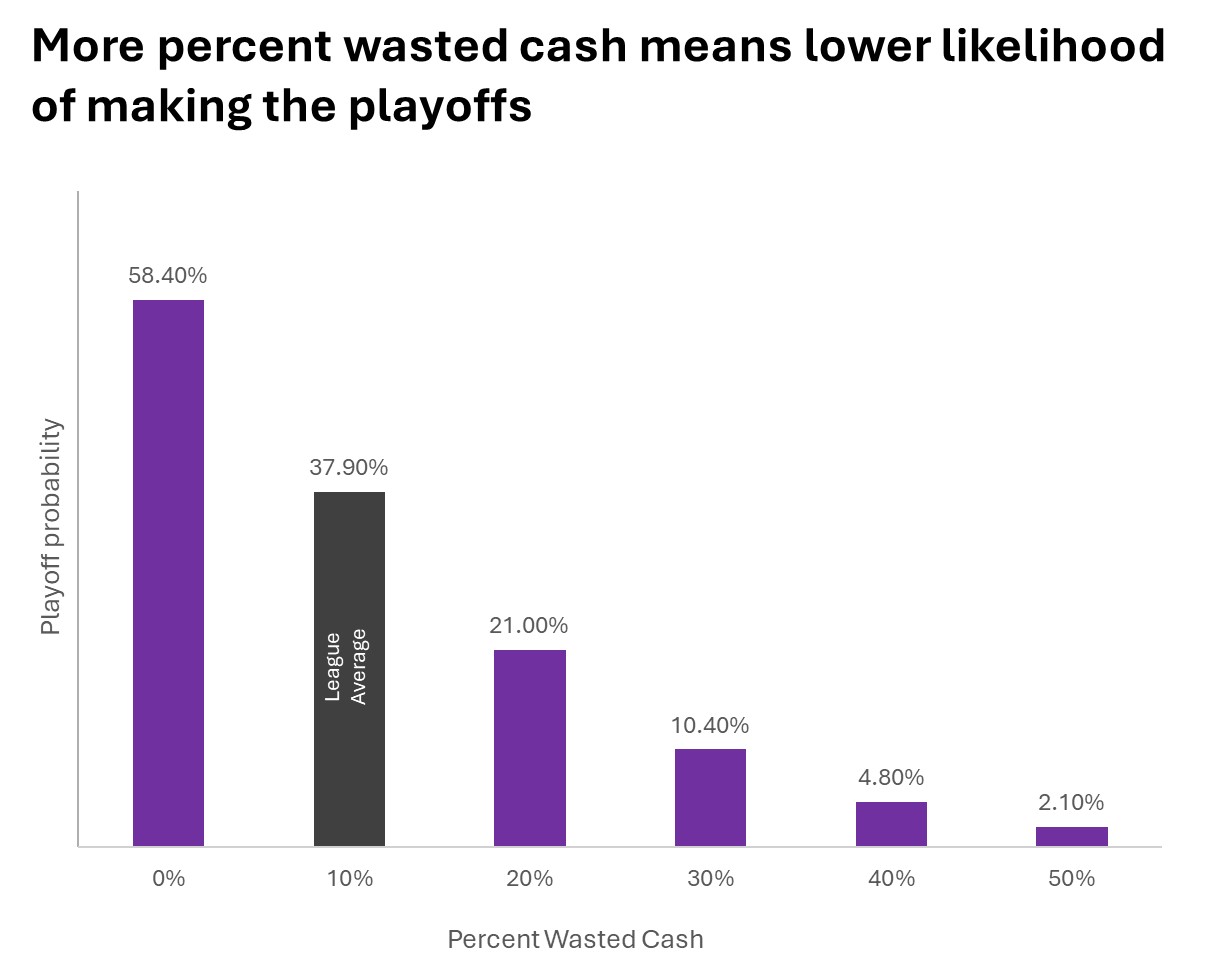 More percent wasted cash means lower likelihood
of making the playoffs
58.40%
37.90%
21.00%
10.40%
4.80%
2.10%
Playoff probability
League
Average
0%
10%
20%
30%
40%
50%
Percent Wasted Cash